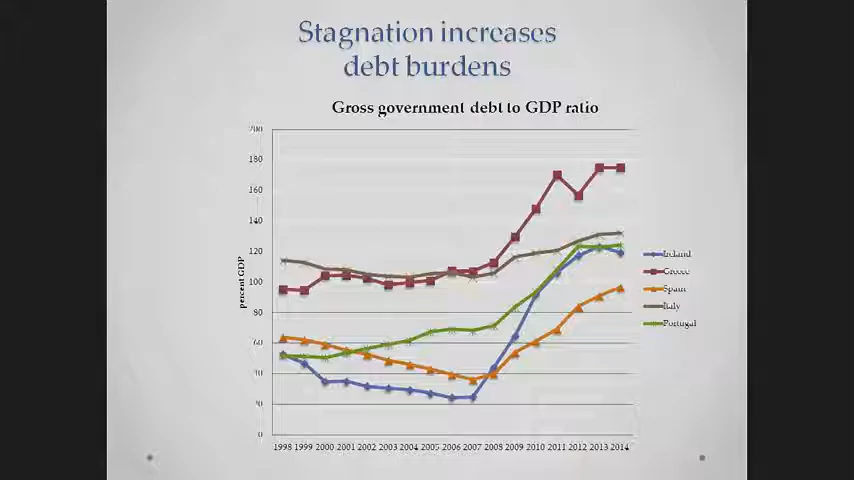 Stagnation increases
debt burdens
Gross government debt to GDP ratio
percent GDP
200
180
160
140
120
100
80
60
20
0
1998 1999 2000 2001 2002 2003 2004 2005 2006 2007 2008 2009 2010 2011 2012 2013 2014
Ireland
Greece
Spain
Italy
Portugal